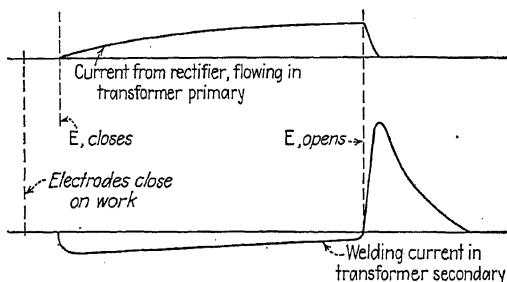 Current from rectifier, flowing in
transformer primary
E, closes
E, opens
Electrodes close
on work
Welding current in
transformer secondary